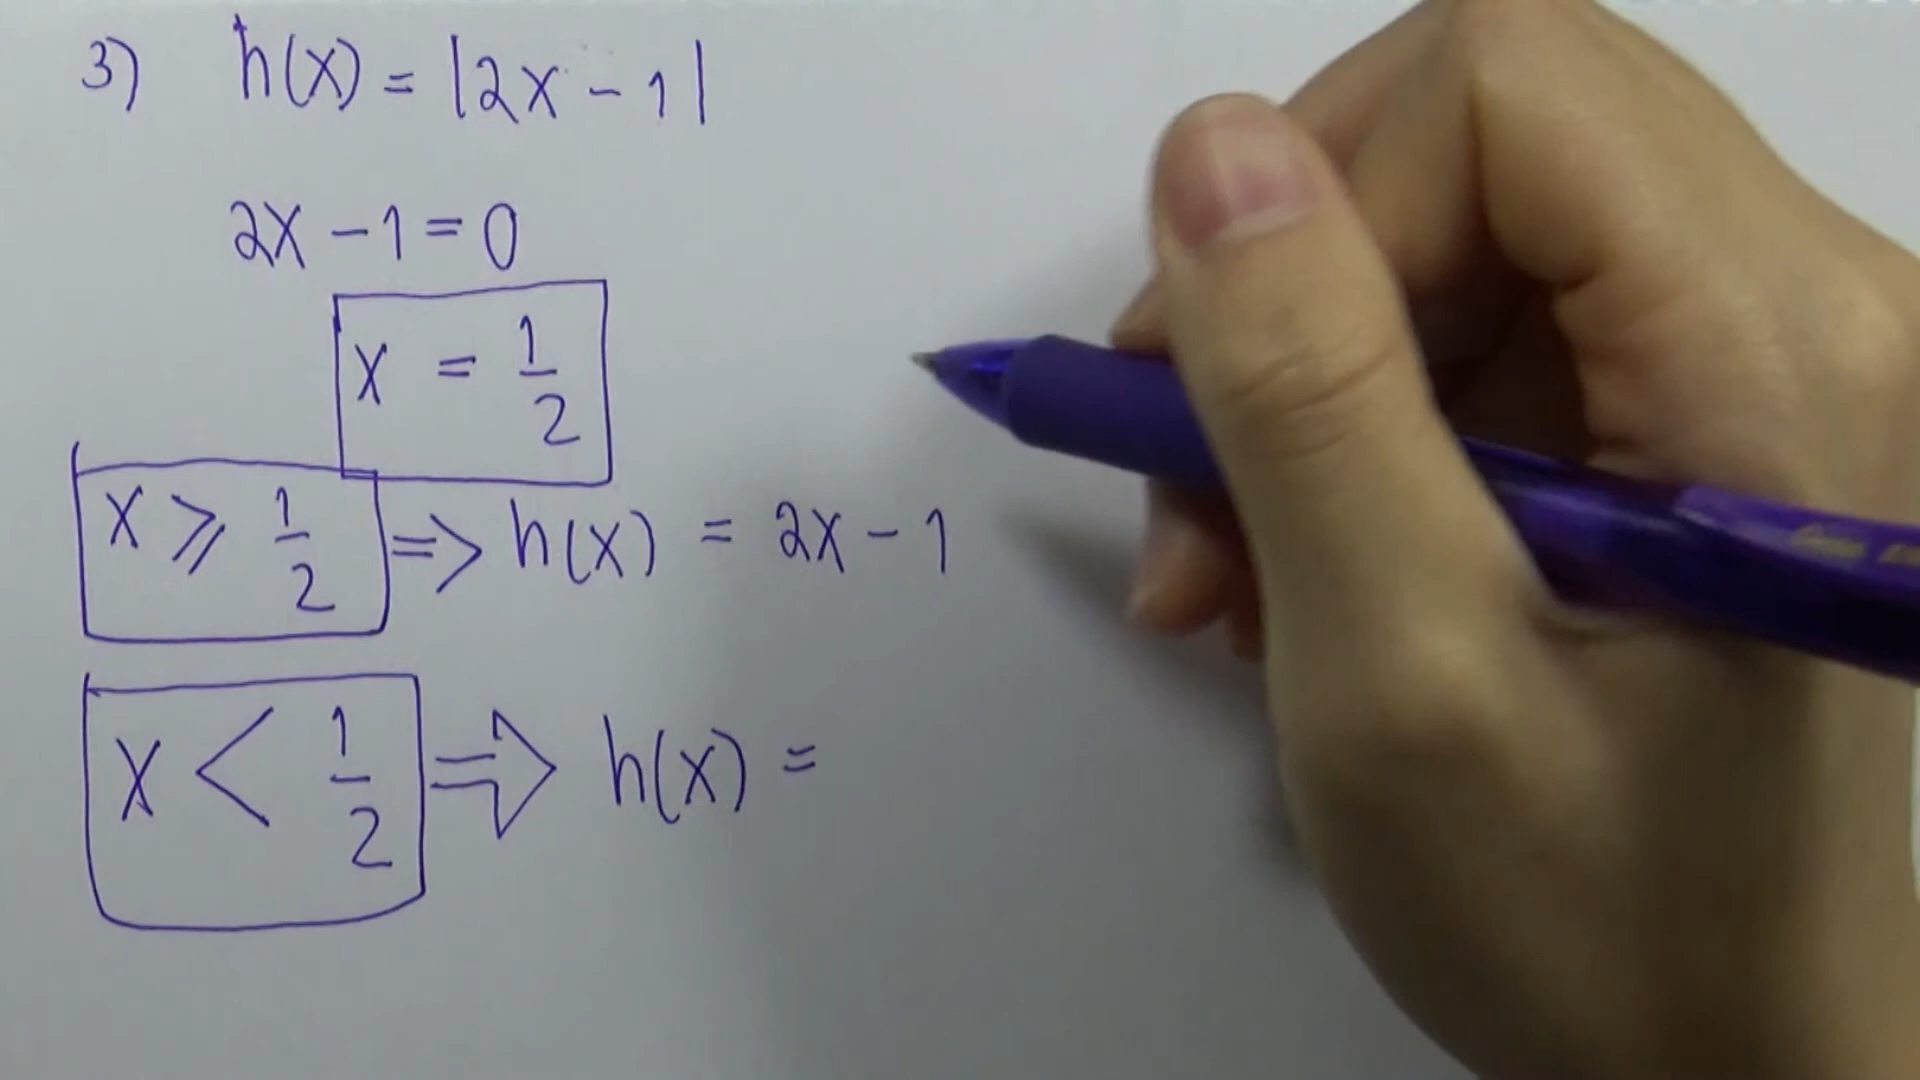 3) h(x) = |2x - 1|
2x - 1 = 0
x = 1/2
x ⩾ 1/2 => h(x) = 2x - 1
x < 1/2 => h(x) =